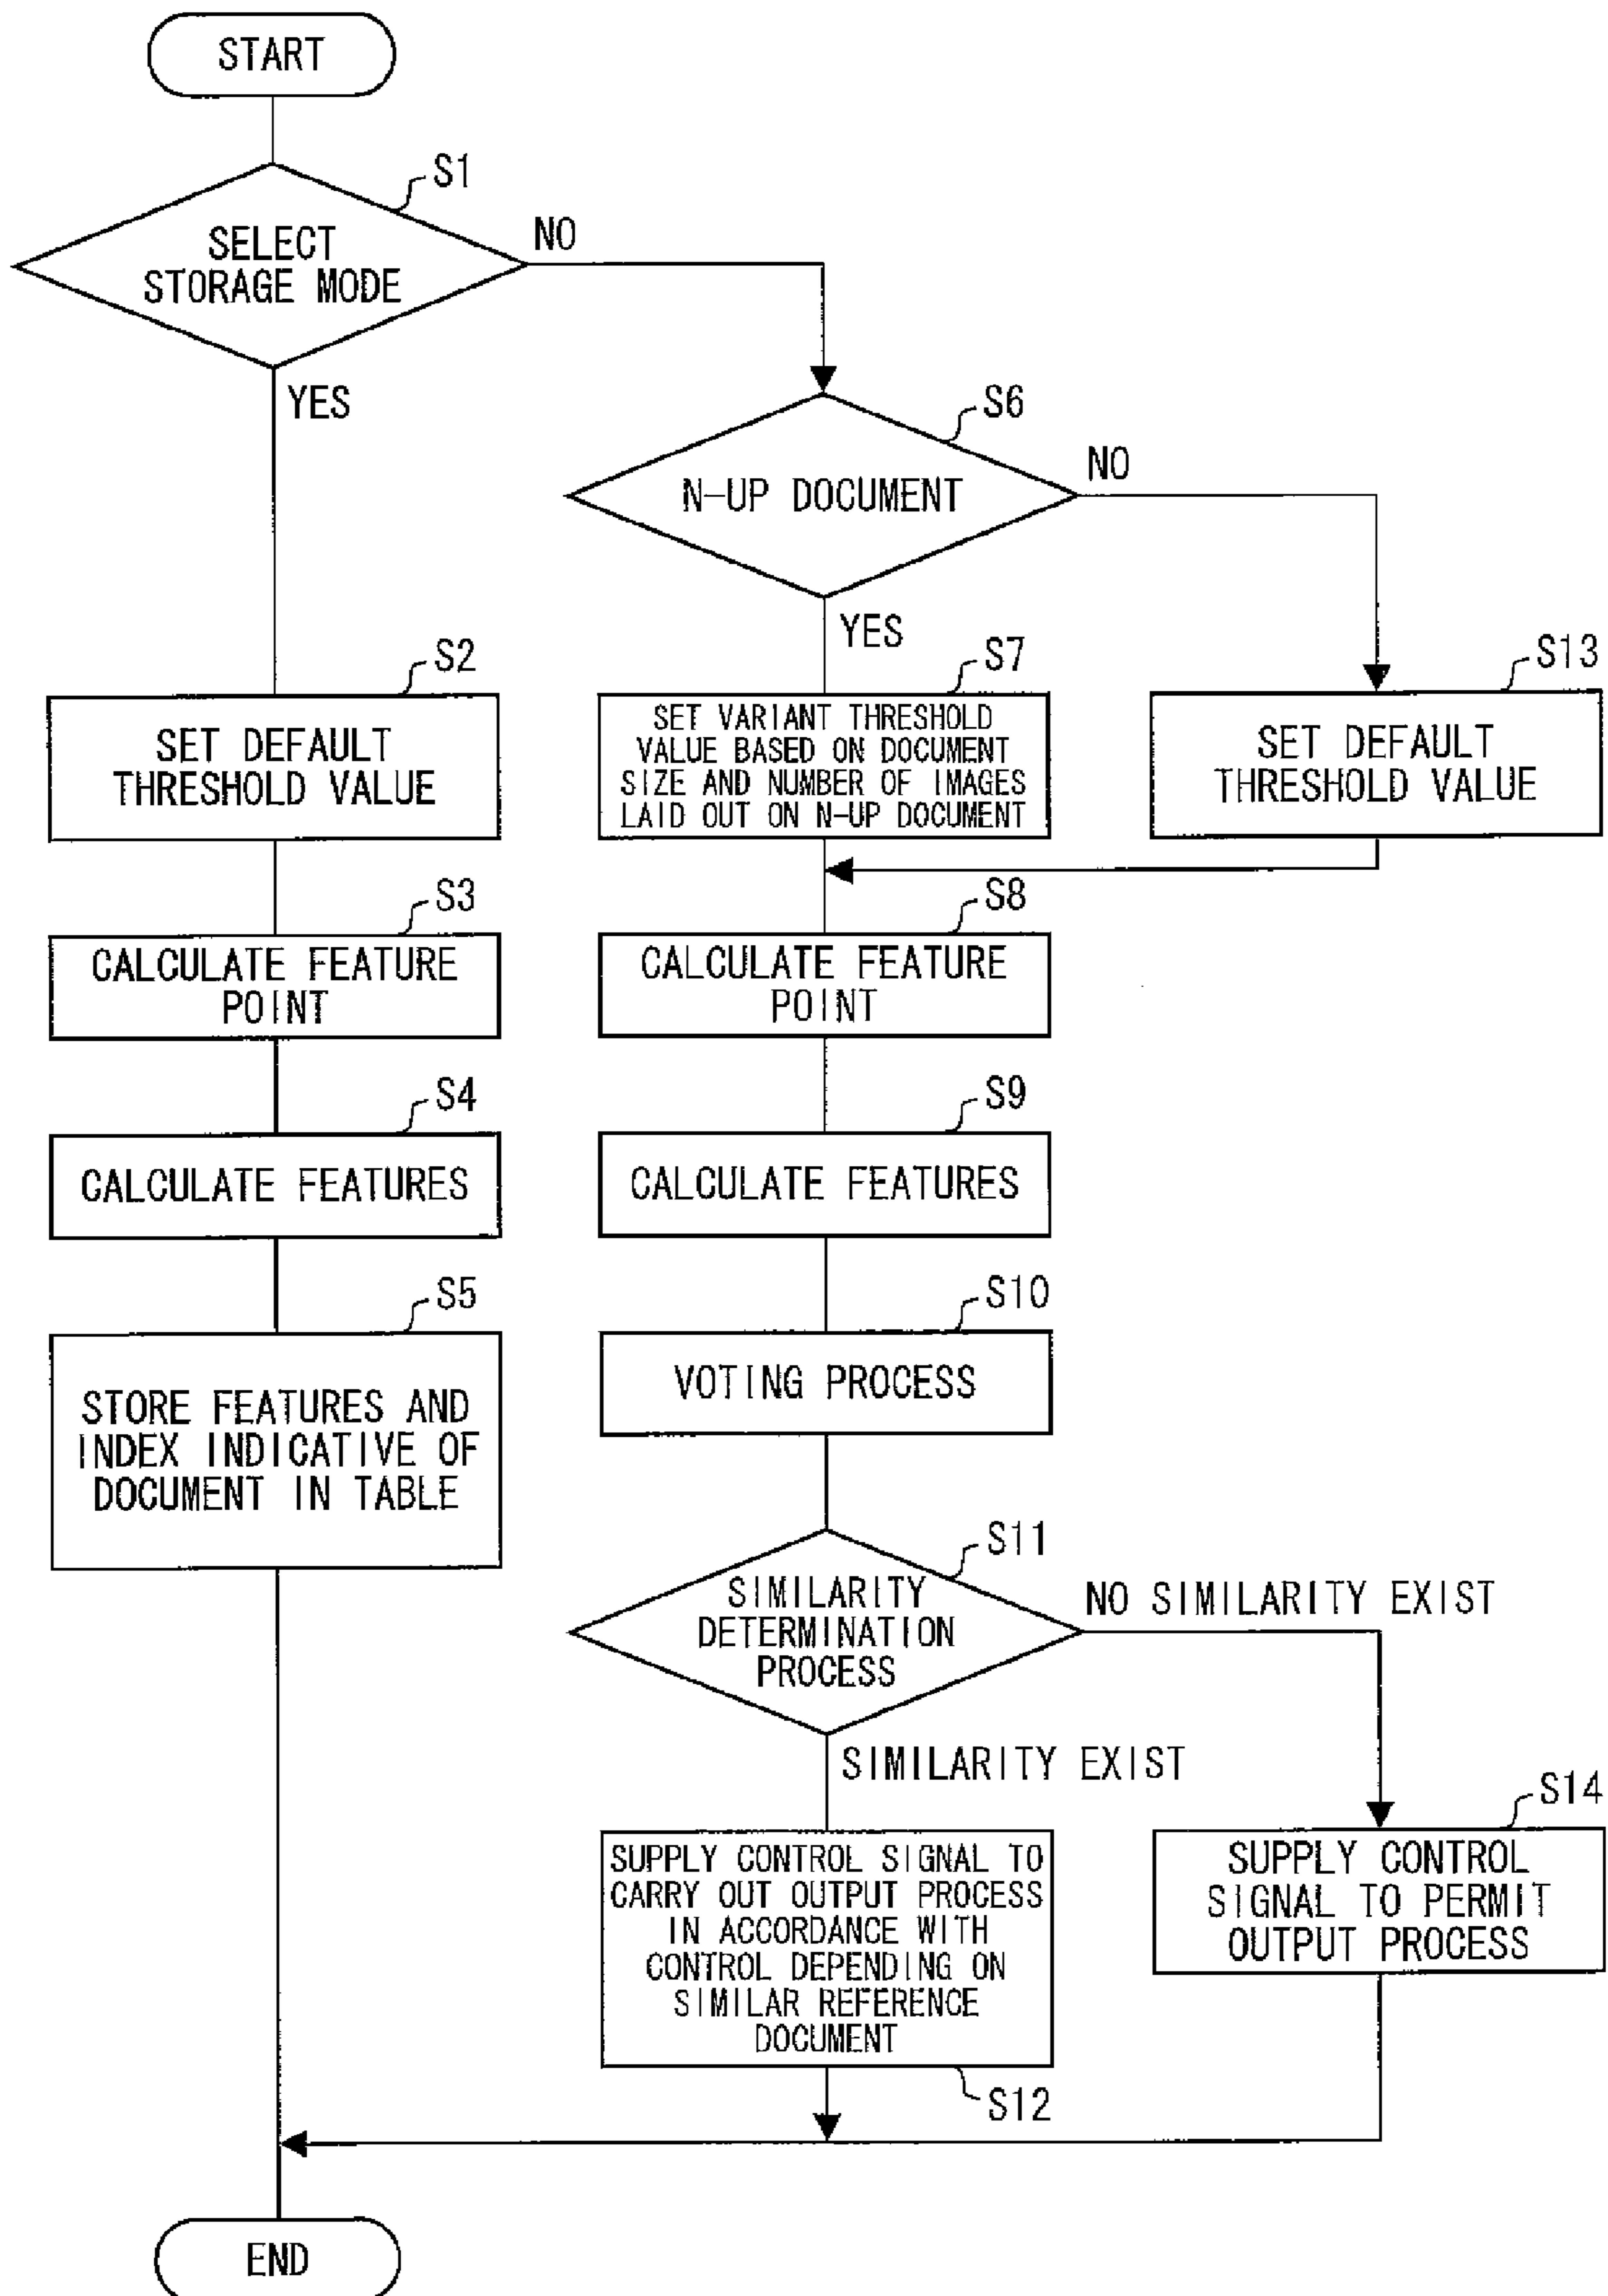 START
S1
SELECT
STORAGE MODE
NO
YES
S6
N-UP DOCUMENT
NO
YES
S2
SET DEFAULT
THRESHOLD VALUE
S7
SET VARIANT THRESHOLD
VALUE BASED ON DOCUMENT
SIZE AND NUMBER OF IMAGES
LAID OUT ON N-UP DOCUMENT
S13
SET DEFAULT
THRESHOLD VALUE
S3
CALCULATE FEATURE
POINT
S8
CALCULATE FEATURE
POINT
S4
CALCULATE FEATURES
S9
CALCULATE FEATURES
S5
STORE FEATURES AND
INDEX INDICATIVE OF
DOCUMENT IN TABLE
S10
VOTING PROCESS
S11
SIMILARITY
DETERMINATION
PROCESS
NO SIMILARITY EXIST
SIMILARITY EXIST
SUPPLY CONTROL SIGNAL TO
CARRY OUT OUTPUT PROCESS
IN ACCORDANCE WITH
CONTROL DEPENDING ON
SIMILAR REFERENCE
DOCUMENT
S12
S14
SUPPLY CONTROL
SIGNAL TO PERMIT
OUTPUT PROCESS
END